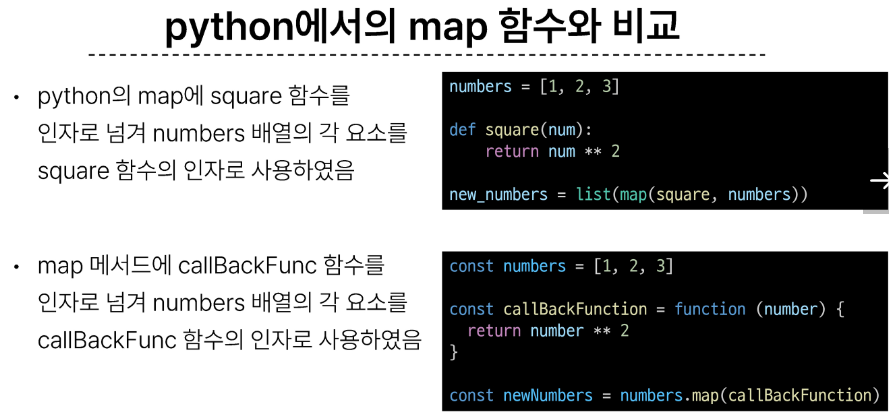 python에서의 map 함수와 비교
• python의 map에 square 함수를
인자로 넘겨 numbers 배열의 각 요소를
square 함수의 인자로 사용하였음
numbers = [1, 2, 3]
def square(num):
    return num ** 2
new_numbers = list(map(square, numbers))
• map 메서드에 callBackFunc 함수를
인자로 넘겨 numbers 배열의 각 요소를
callBackFunc 함수의 인자로 사용하였음
const numbers = [1, 2, 3]
const callBackFunction = function (number) {
  return number ** 2
}
const newNumbers = numbers.map(callBackFunction)